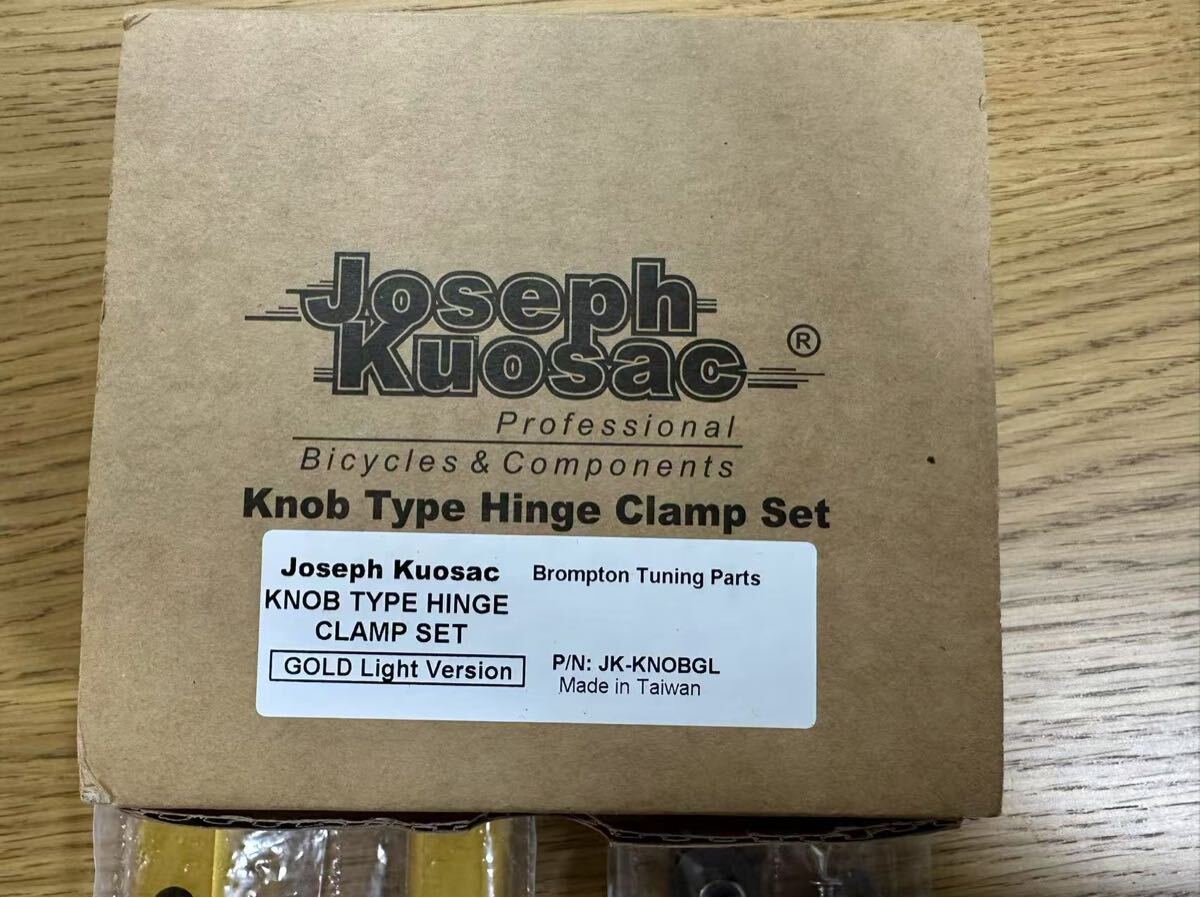 Joseph
Kuosac ®
Professional
Bicycles & Components
Knob Type Hinge Clamp Set
Joseph Kuosac Brompton Tuning Parts
KNOB TYPE HINGE
CLAMP SET
GOLD Light Version P/N: JK-KNOBGL
Made in Taiwan